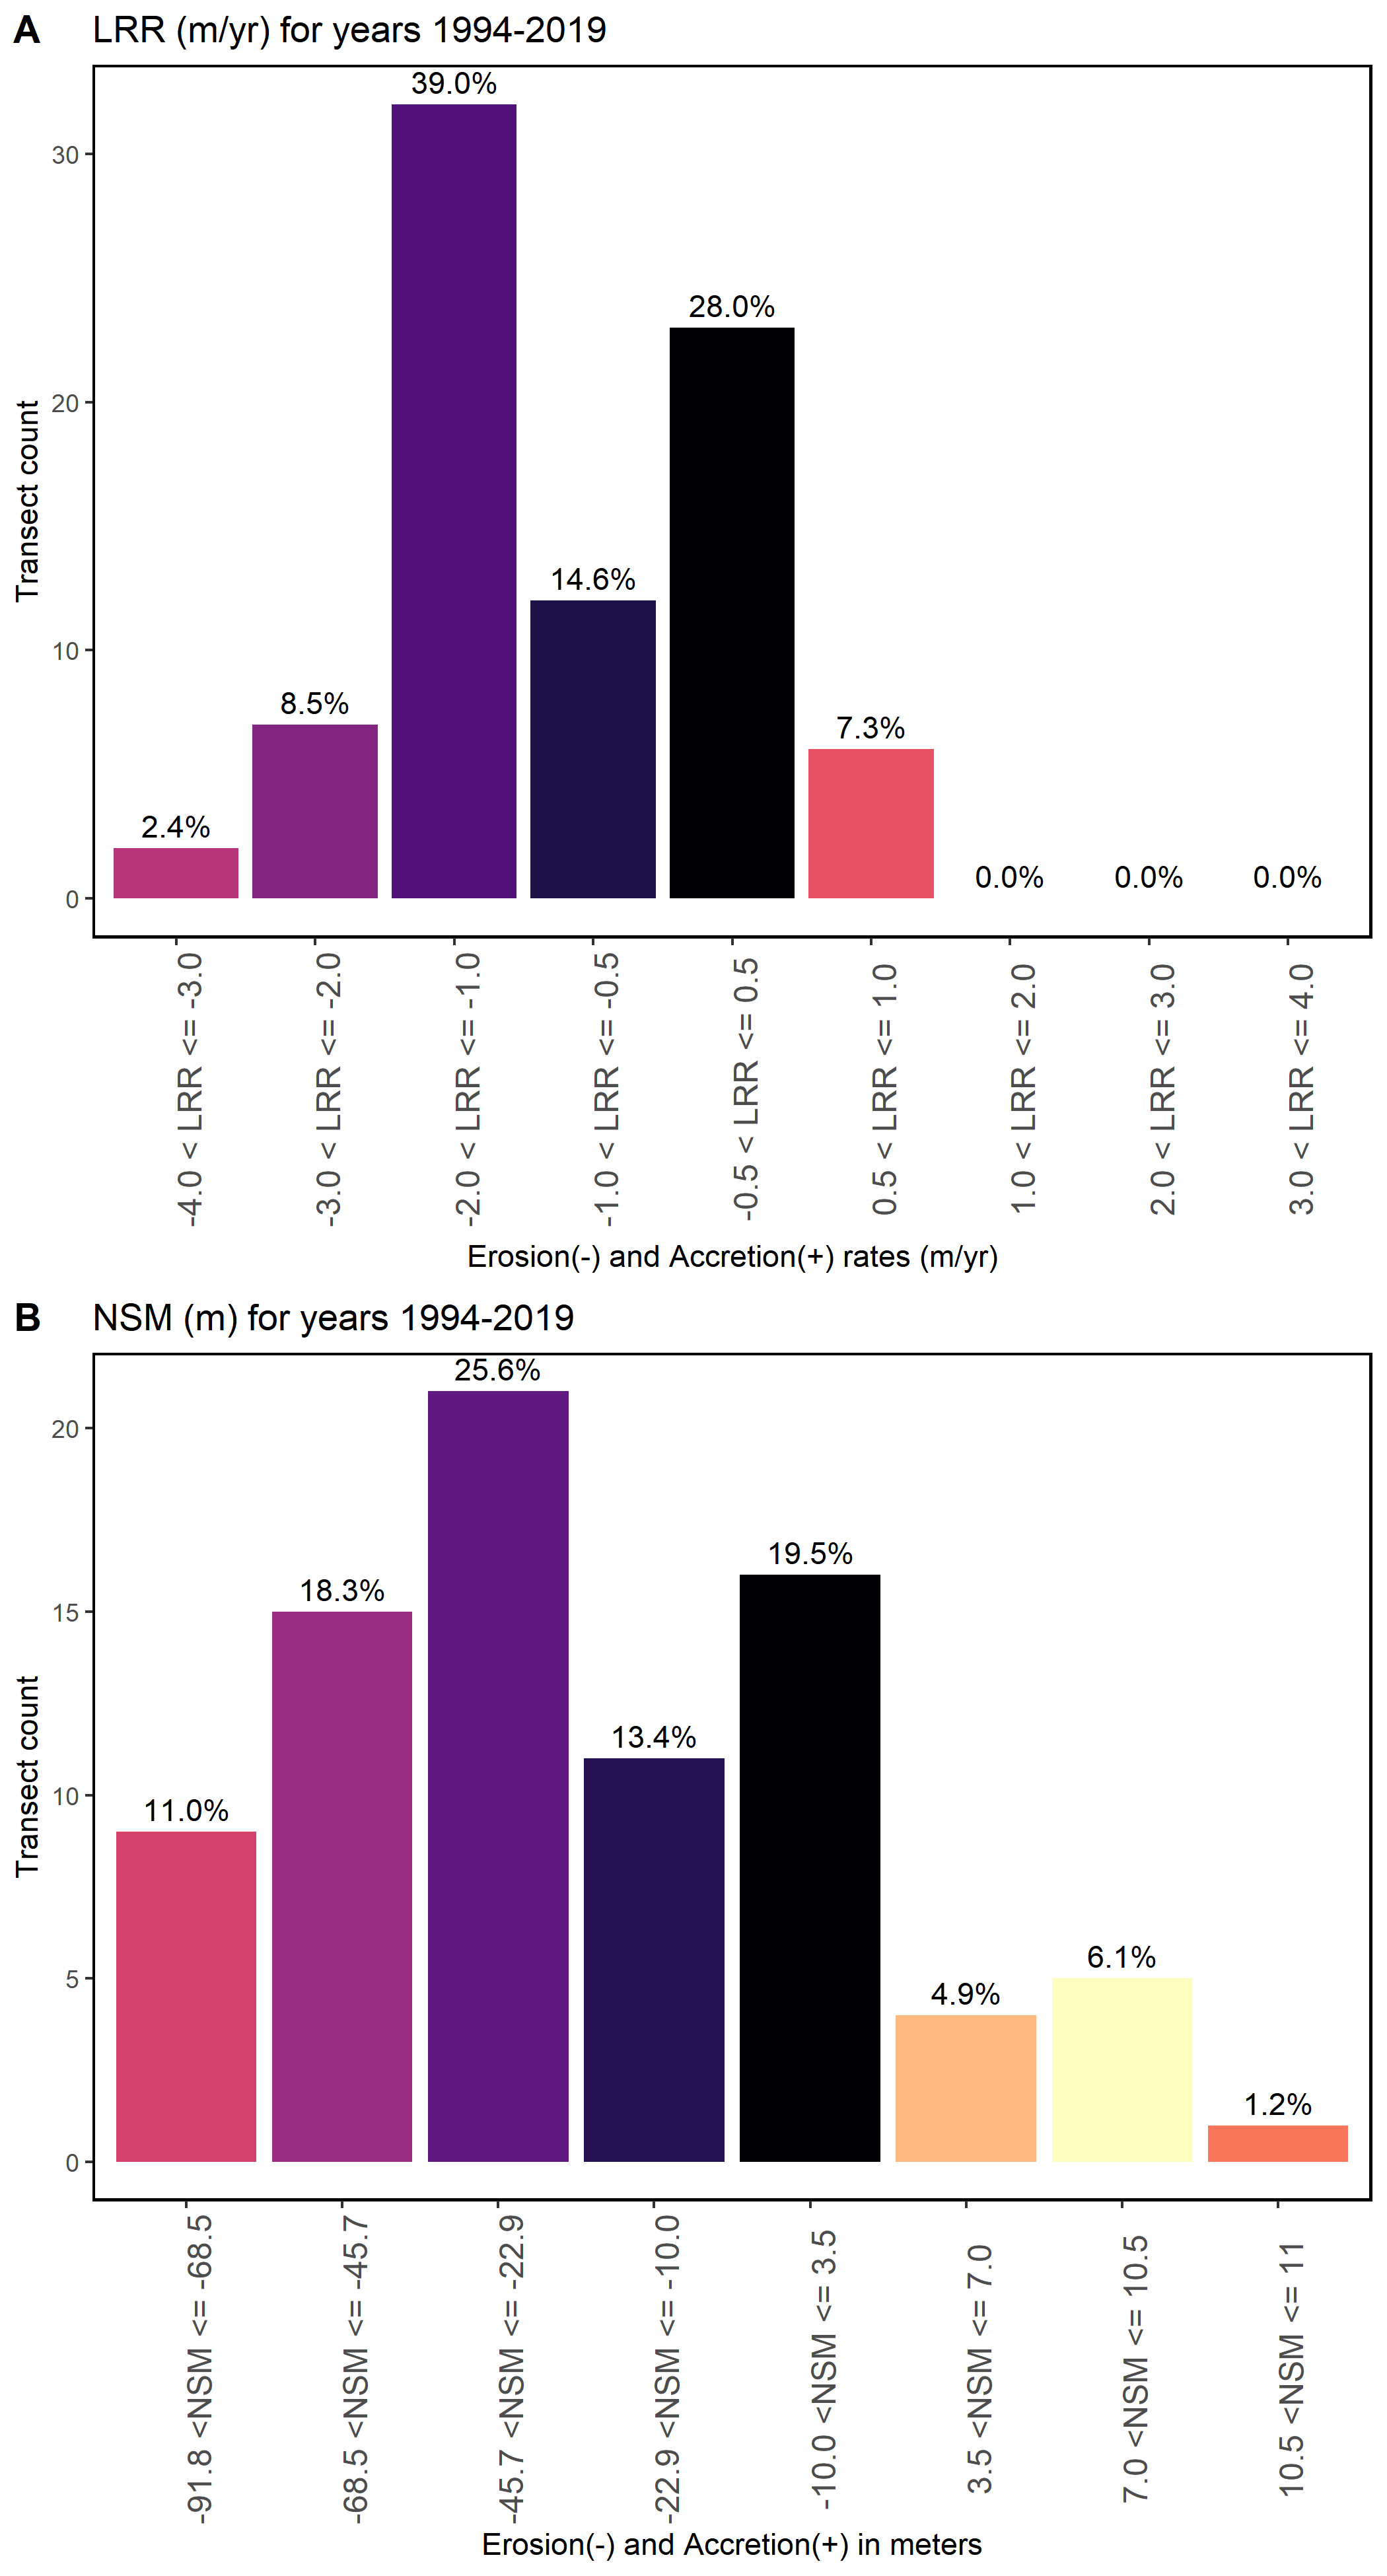 A LRR (m/yr) for years 1994-2019
39.0%
30
28.0%
20
14.6%
10
8.5%
7.3%
2.4%
0.0% 0.0% 0.0%
0
Transect count
-4.0 < LRR <= -3.0
-3.0 < LRR <= -2.0
-2.0 < LRR <= -1.0
-1.0 < LRR <= -0.5
-0.5 < LRR <= 0.5
0.5 < LRR <= 1.0
1.0 < LRR <= 2.0
2.0 < LRR <= 3.0
3.0 < LRR <= 4.0
Erosion(-) and Accretion(+) rates (m/yr)
B NSM (m) for years 1994-2019
25.6%
20
19.5%
18.3%
15
13.4%
11.0%
10
6.1%
5
4.9%
1.2%
0
Transect count
-91.8 <NSM <= -68.5
-68.5 <NSM <= -45.7
-45.7 <NSM <= -22.9
-22.9 <NSM <= -10.0
-10.0 <NSM <= 3.5
3.5 <NSM <= 7.0
7.0 <NSM <= 10.5
10.5 <NSM <= 11
Erosion(-) and Accretion(+) in meters